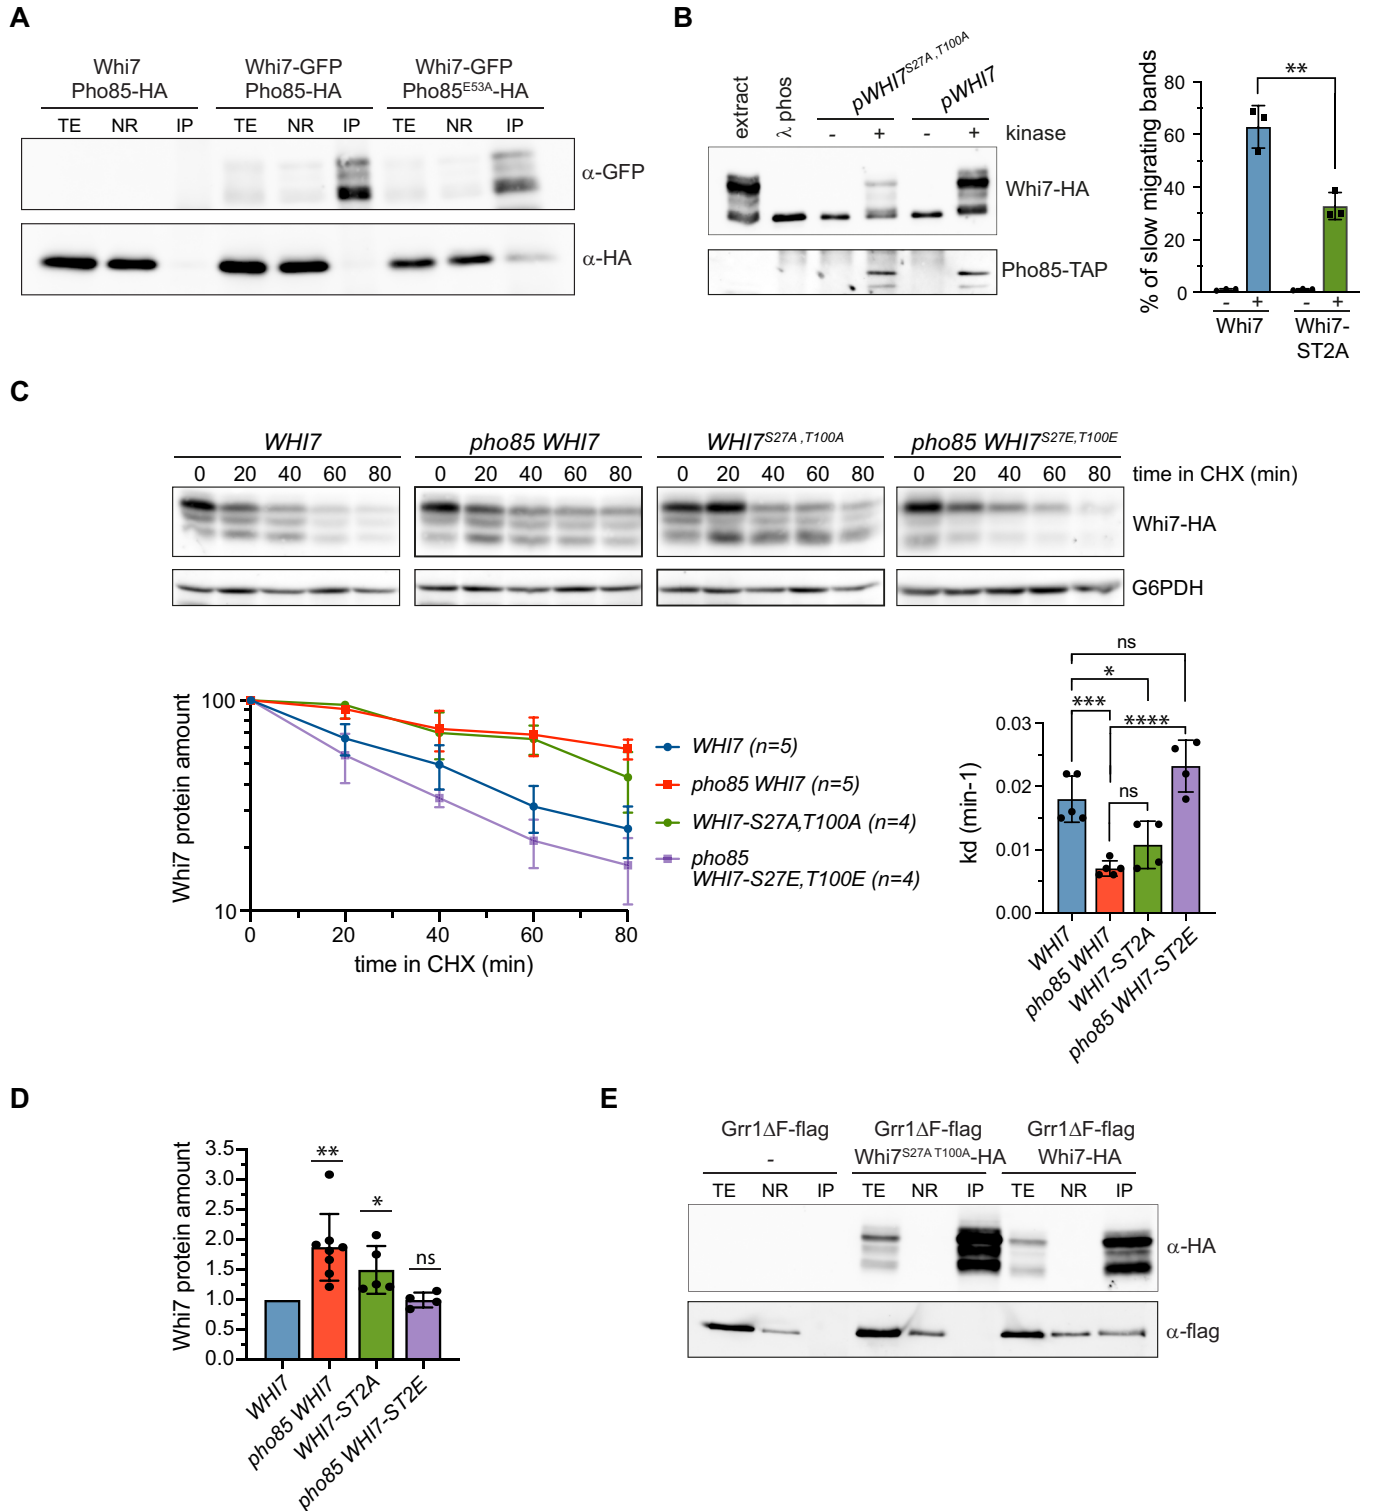 A
Whi7
Pho85-HA
Whi7-GFP
Pho85-HA
Whi7-GFP
Pho85E53A-HA
TE NR IP TE NR IP TE NR IP
α-GFP
α-HA
B
extract
λ phos
pWHI7S27A,T100A
pWHI7
- + - + kinase
Whi7-HA
Pho85-TAP
% of slow migrating bands
80
60
40
20
0
**
- + - +
Whi7
Whi7-
ST2A
C
WHI7
pho85 WHI7
WHI7S27A,T100A
pho85 WHI7S27E,T100E
0 20 40 60 80 0 20 40 60 80 0 20 40 60 80 0 20 40 60 80 time in CHX (min)
Whi7-HA
G6PDH
Whi7 protein amount
100
10
0 20 40 60 80
time in CHX (min)
WHI7 (n=5)
pho85 WHI7 (n=5)
WHI7-S27A,T100A (n=4)
pho85
WHI7-S27E,T100E (n=4)
ns
*
***
****
ns
kd (min-1)
0.03
0.02
0.01
0.00
WHI7
pho85 WHI7
WHI7-ST2A
pho85 WHI7-ST2E
D
Whi7 protein amount
3.5
3.0
2.5
2.0
1.5
1.0
0.5
0.0
**
*
ns
WHI7
pho85 WHI7
WHI7-ST2A
pho85 WHI7-ST2E
E
Grr1ΔF-flag
-
Grr1ΔF-flag
Whi7S27A T100A-HA
Grr1ΔF-flag
Whi7-HA
TE NR IP TE NR IP TE NR IP
α-HA
α-flag